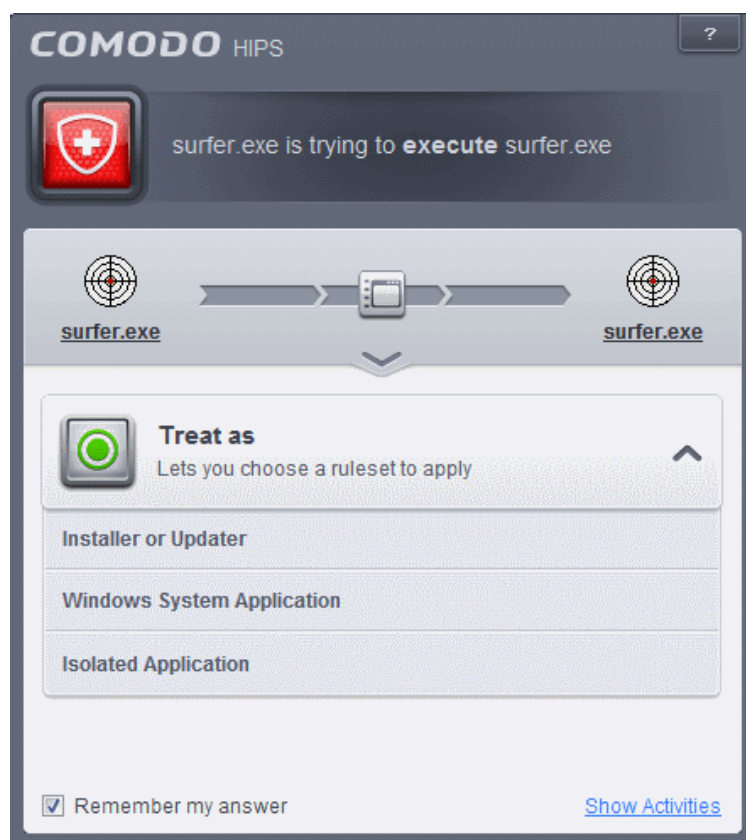 COMODO HIPS
?
surfer.exe is trying to execute surfer.exe
surfer.exe
surfer.exe
Treat as
Lets you choose a ruleset to apply
Installer or Updater
Windows System Application
Isolated Application
Remember my answer
Show Activities